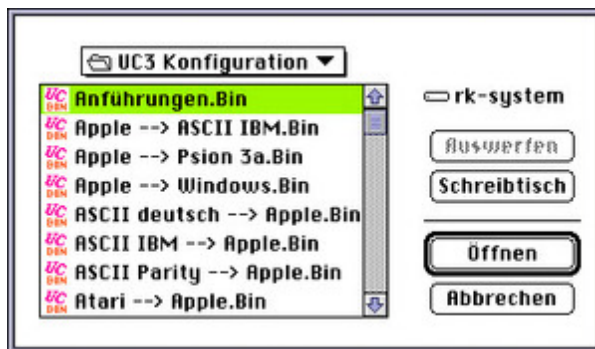 UC3 Konfiguration
Anführungen.Bin
Apple --> ASCII IBM.Bin
Apple --> Psion 3a.Bin
Apple --> Windows.Bin
ASCII deutsch --> Apple.Bin
ASCII IBM --> Apple.Bin
ASCII Parity --> Apple.Bin
Atari --> Apple.Bin
rk-system
Auswerfen
Schreibtisch
Öffnen
Abbrechen